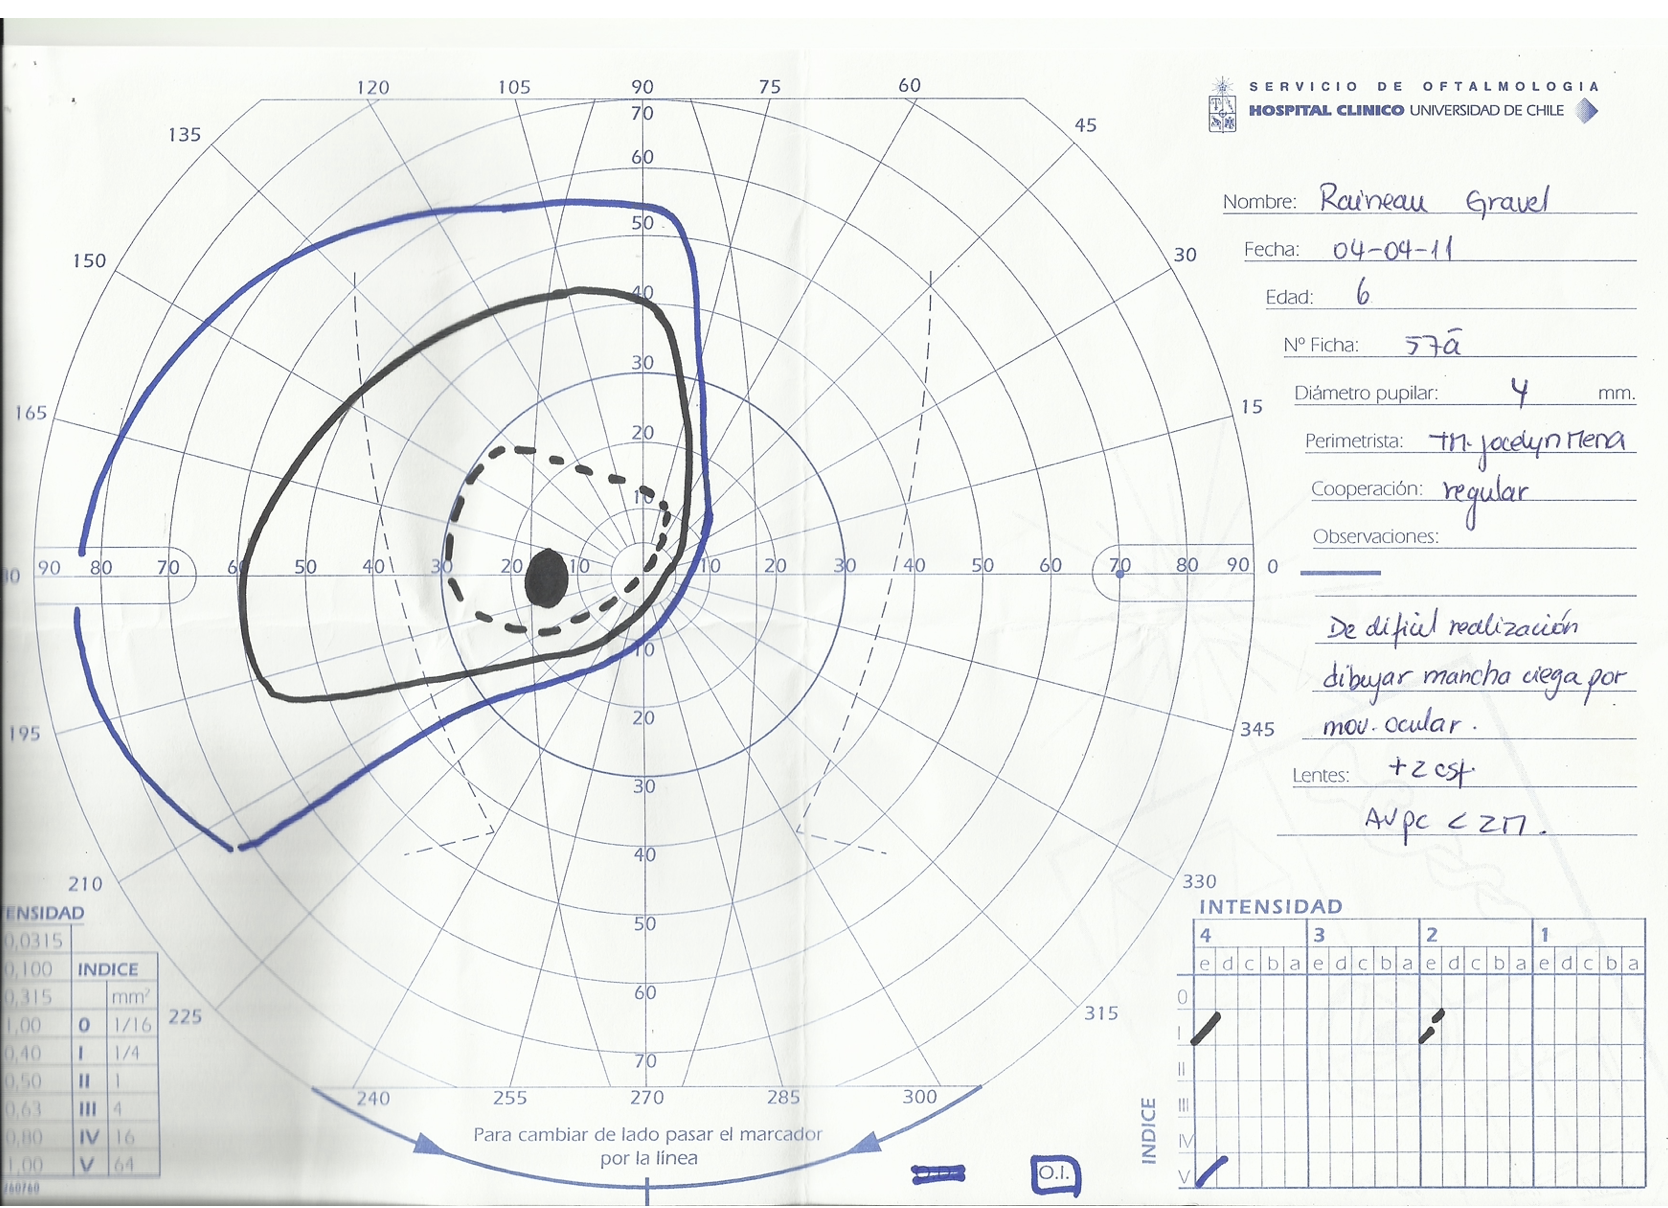 SERVICIO DE OFTALMOLOGIA
HOSPITAL CLINICO UNIVERSIDAD DE CHILE
Nombre: Raineau Gravel
Fecha: 04-04-11
Edad: 6
Nº Ficha: 57ā
Diámetro pupilar: 4 mm.
Perimetrista: TM. Jocelyn Mena
Cooperación: regular
Observaciones:
De dificil realización
dibujar mancha ciega por
mov. ocular.
Lentes: +2 esf.
AV pc < 2M.
120 105 90 75 60
135 45
150 30
165 15
0
195 345
210 330
225 315
240 255 270 285 300
70
60
50
40
30
20
10
90 80 70 60 50 40 30 20 10 10 20 30 40 50 60 70 80 90
10
20
30
40
50
60
70
Para cambiar de lado pasar el marcador
por la línea
O.I.
ENSIDAD
0,0315
0,100
0,315
1,00
0,40
0,50
0,63
0,80
1,00
INDICE
mm²
0 1/16
I 1/4
II 1
III 4
IV 16
V 64
INTENSIDAD
4 3 2 1
e d c b a e d c b a e d c b a e d c b a
0
I
II
III
IV
V
INDICE